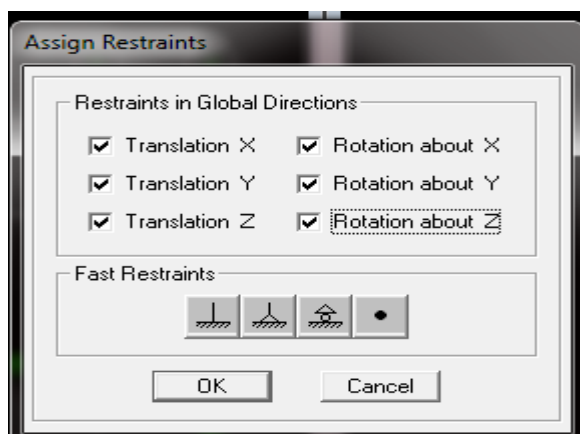 Assign Restraints
Restraints in Global Directions
Translation X Rotation about X
Translation Y Rotation about Y
Translation Z Rotation about Z
Fast Restraints
OK Cancel